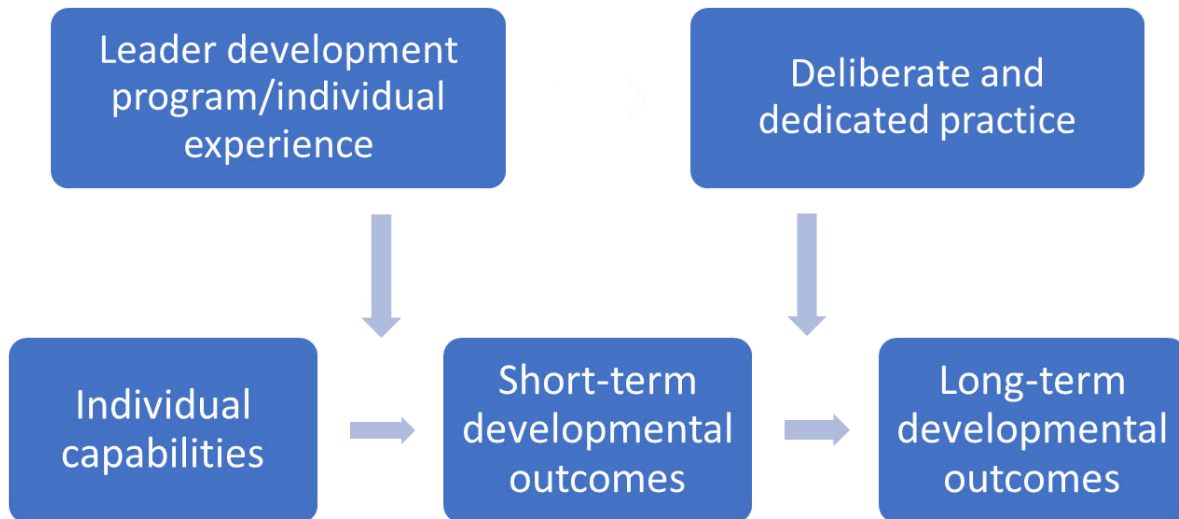 Leader development
program/individual
experience
Deliberate and
dedicated practice
Individual
capabilities
Short-term
developmental
outcomes
Long-term
developmental
outcomes